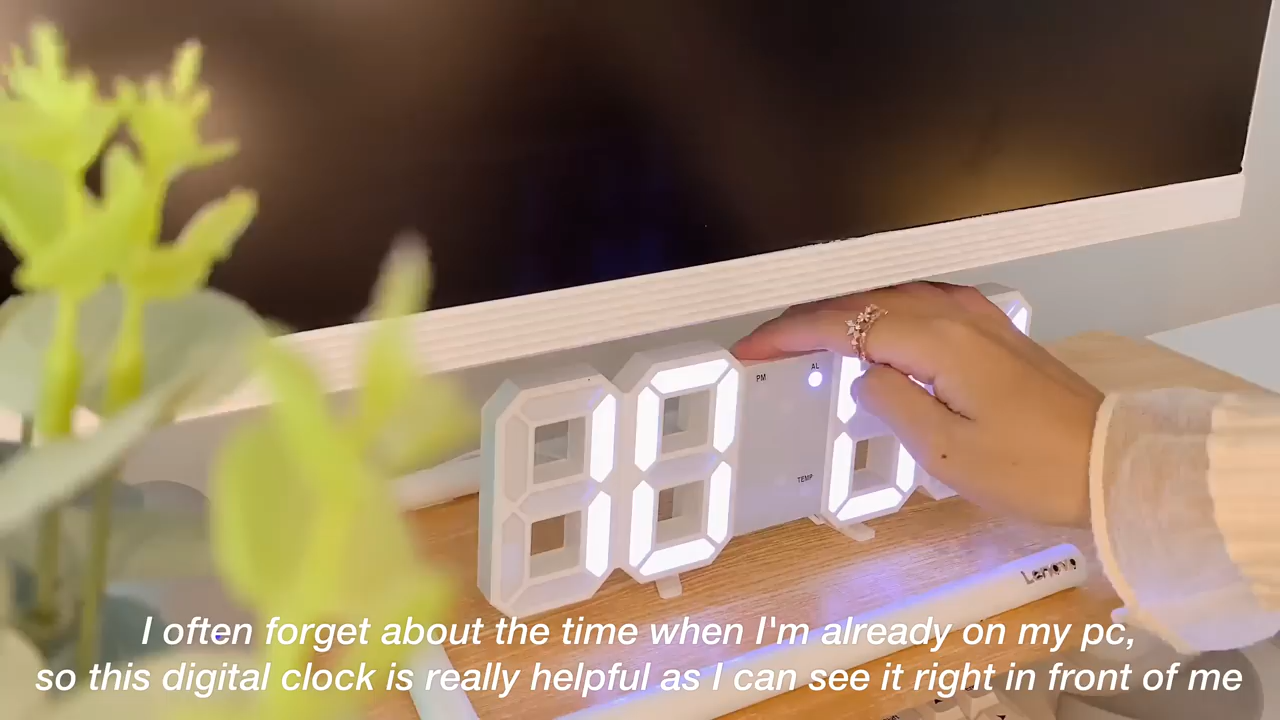 10
PM
AL
TEMP
Lenovo
I often forget about the time when I'm already on my pc,
so this digital clock is really helpful as I can see it right in front of me